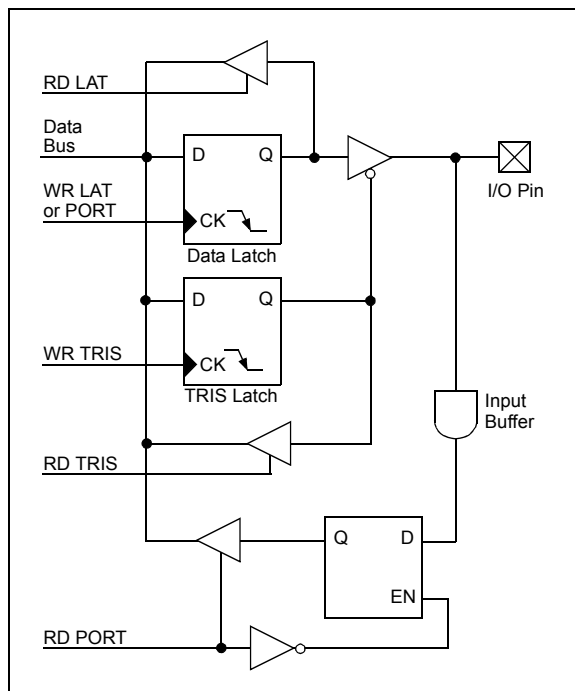 RD LAT
Data
Bus
D
Q
WR LAT
or PORT
I/O Pin
CK
Data Latch
D
Q
WR TRIS
CK
TRIS Latch
Input
Buffer
RD TRIS
Q
D
EN
RD PORT